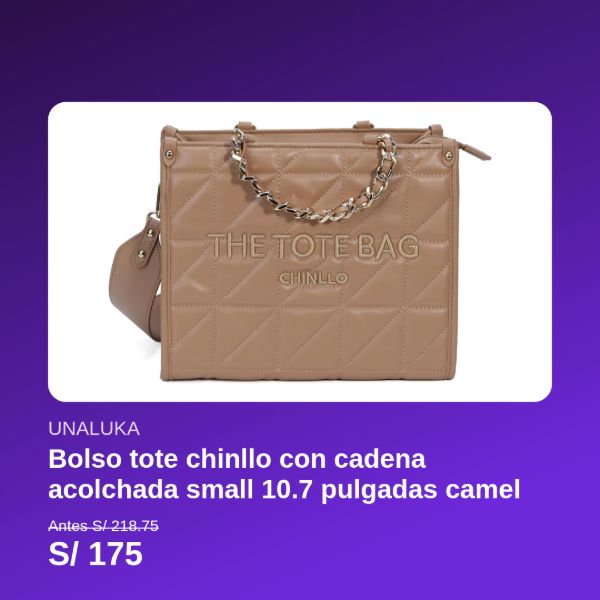 THE TOTE BAG
CHINLLO
UNALUKA
Bolso tote chinllo con cadena
acolchada small 10.7 pulgadas camel
Antes S/ 218.75
S/ 175